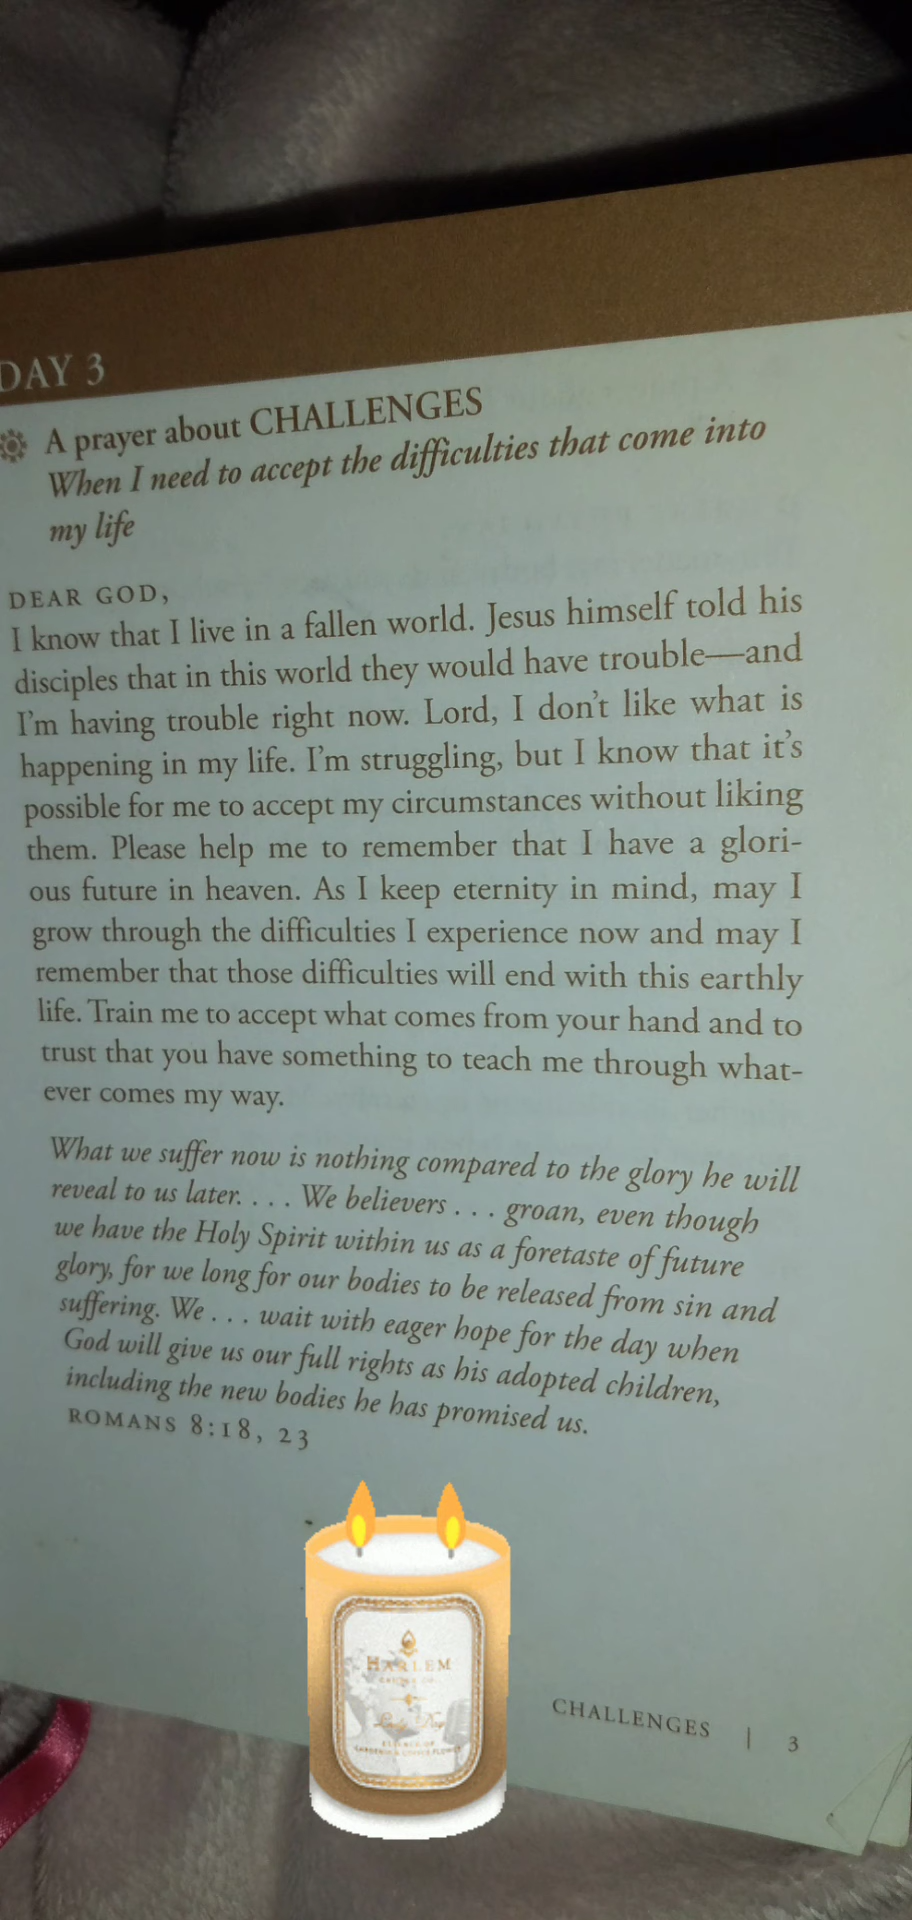 DAY 3
A prayer about CHALLENGES
When I need to accept the difficulties that come into
my life
DEAR GOD,
I know that I live in a fallen world. Jesus himself told his
disciples that in this world they would have trouble—and
I'm having trouble right now. Lord, I don't like what is
happening in my life. I'm struggling, but I know that it's
possible for me to accept my circumstances without liking
them. Please help me to remember that I have a glori-
ous future in heaven. As I keep eternity in mind, may I
grow through the difficulties I experience now and may I
remember that those difficulties will end with this earthly
life. Train me to accept what comes from your hand and to
trust that you have something to teach me through what-
ever comes my way.
What we suffer now is nothing compared to the glory he will
reveal to us later. . . . We believers . . . groan, even though
we have the Holy Spirit within us as a foretaste of future
glory, for we long for our bodies to be released from sin and
suffering. We . . . wait with eager hope for the day when
God will give us our full rights as his adopted children,
including the new bodies he has promised us.
ROMANS 8:18, 23
HARLEM
CANDLE CO.
Lady Day
ESSENCE OF
CHALLENGES | 3